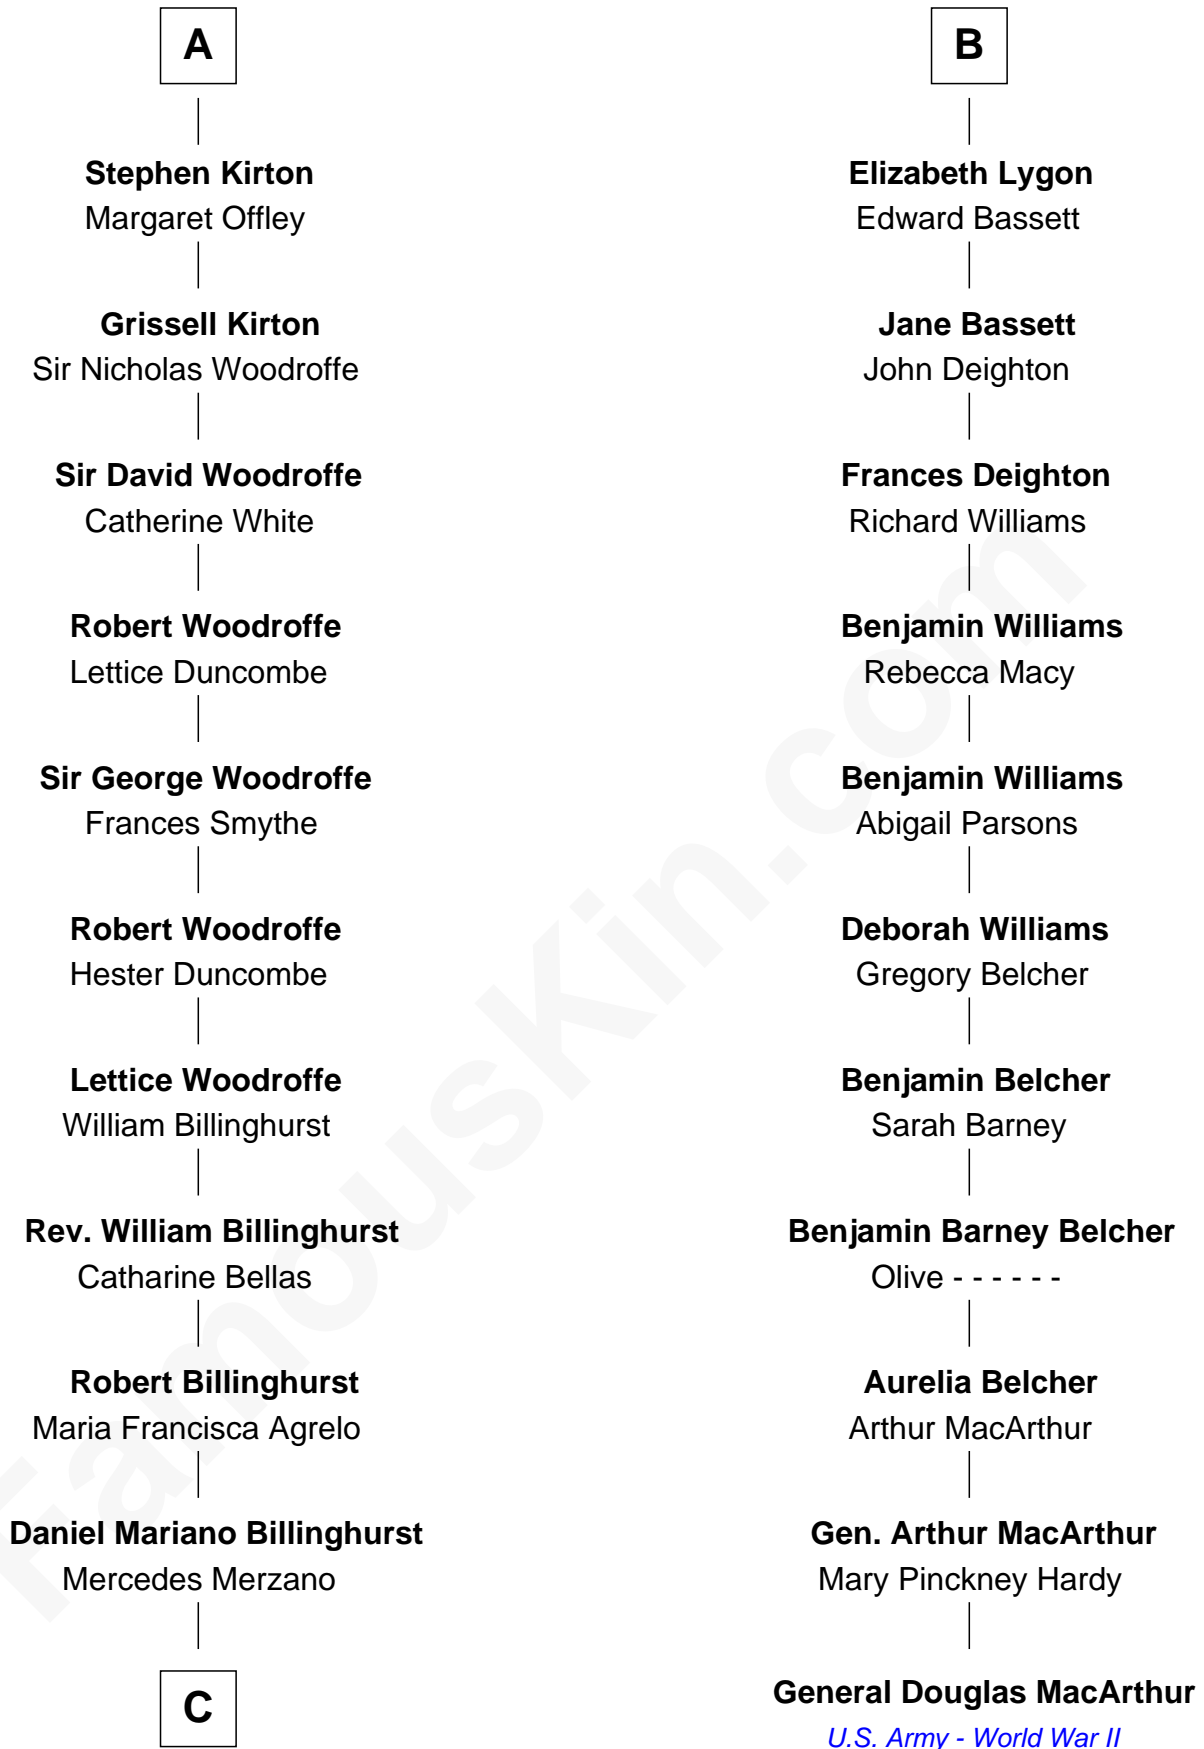 A
Stephen Kirton
Margaret Offley
Grissell Kirton
Sir Nicholas Woodroffe
Sir David Woodroffe
Catherine White
Robert Woodroffe
Lettice Duncombe
Sir George Woodroffe
Frances Smythe
Robert Woodroffe
Hester Duncombe
Lettice Woodroffe
William Billinghurst
Rev. William Billinghurst
Catharine Bellas
Robert Billinghurst
Maria Francisca Agrelo
Daniel Mariano Billinghurst
Mercedes Merzano
C
B
Elizabeth Lygon
Edward Bassett
Jane Bassett
John Deighton
Frances Deighton
Richard Williams
Benjamin Williams
Rebecca Macy
Benjamin Williams
Abigail Parsons
Deborah Williams
Gregory Belcher
Benjamin Belcher
Sarah Barney
Benjamin Barney Belcher
Olive - - - - - -
Aurelia Belcher
Arthur MacArthur
Gen. Arthur MacArthur
Mary Pinckney Hardy
General Douglas MacArthur
U.S. Army - World War II
FamousKin.com